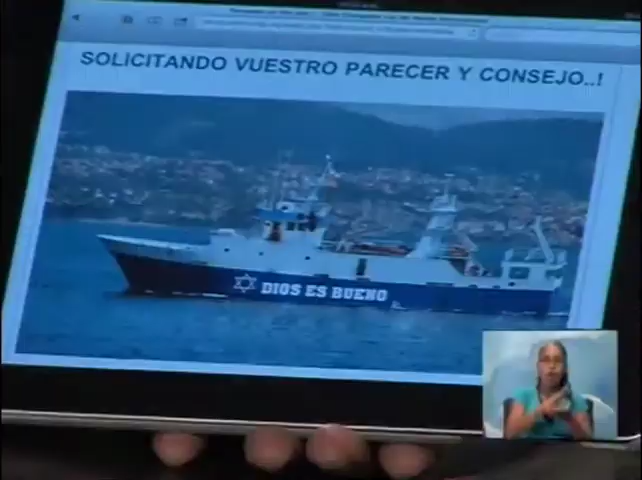 SOLICITANDO VUESTRO PARECER Y CONSEJO..!
DIOS ES BUENO